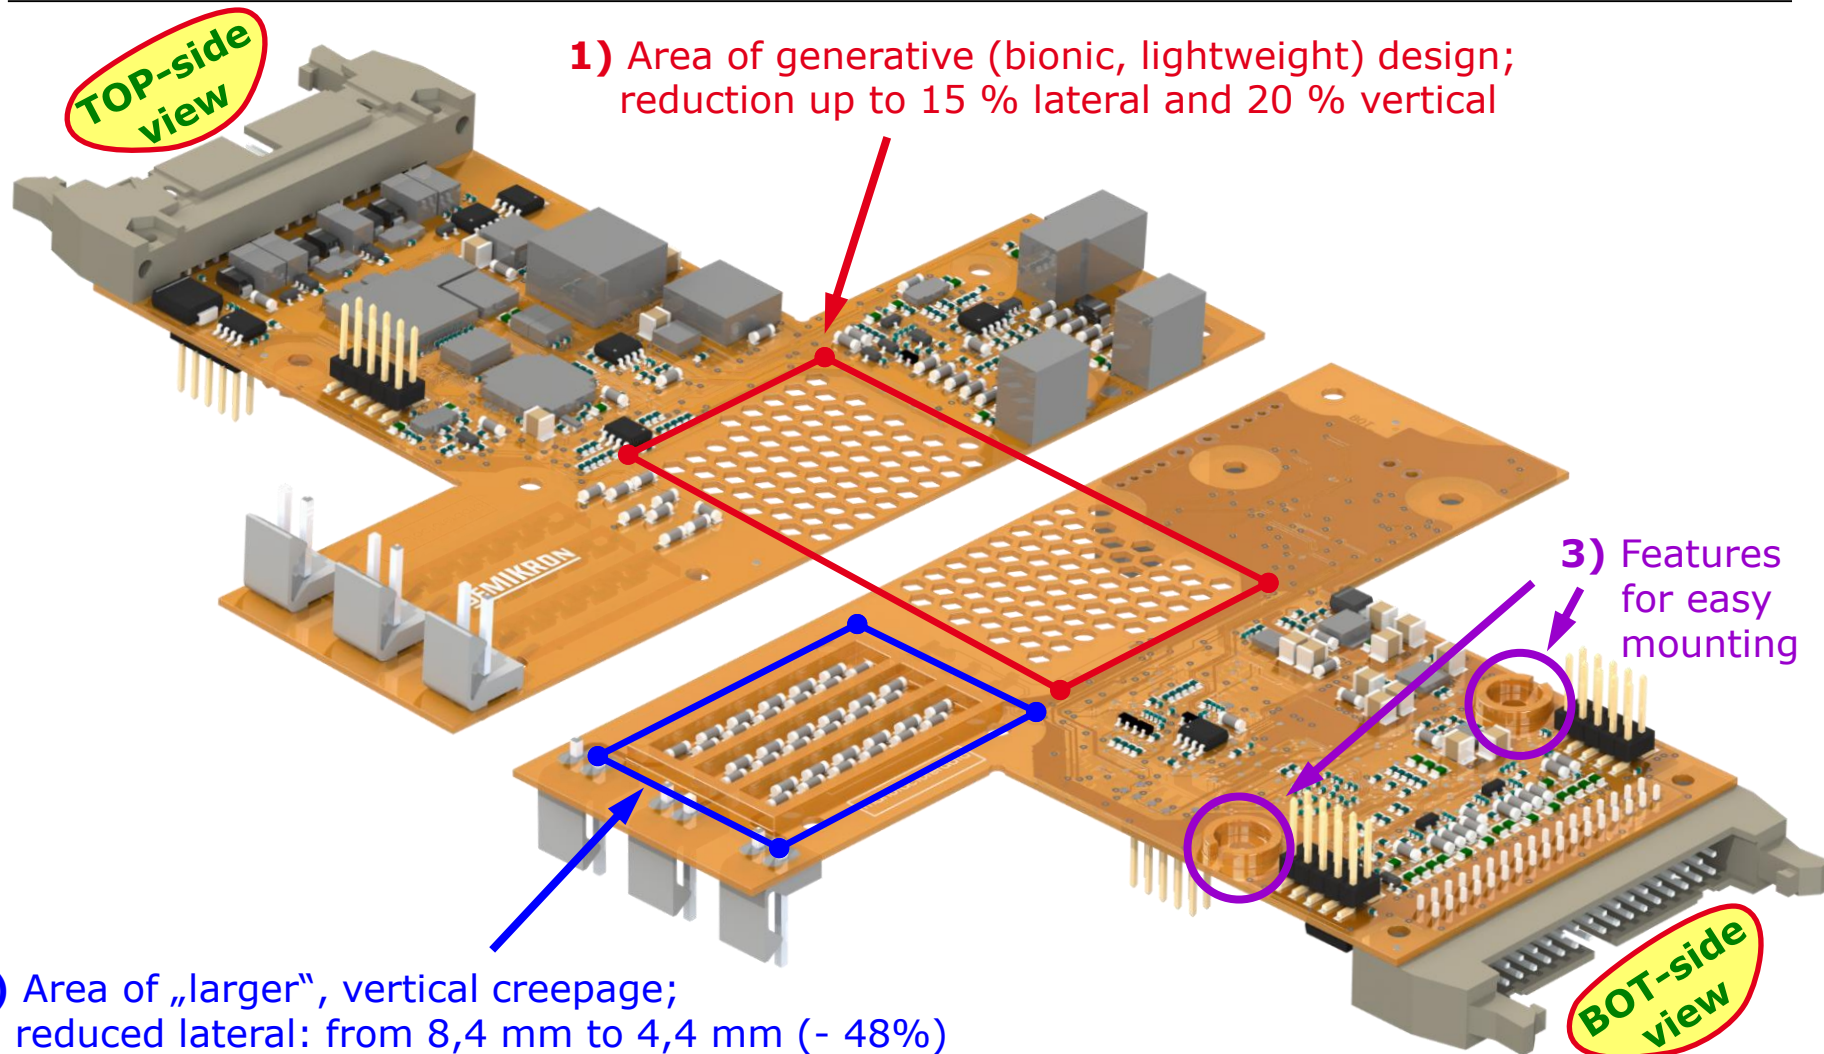 TOP-side
view
1) Area of generative (bionic, lightweight) design;
reduction up to 15 % lateral and 20 % vertical
SEMIKRON
3) Features
for easy
mounting
) Area of „larger“, vertical creepage;
reduced lateral: from 8,4 mm to 4,4 mm (- 48%)
BOT-side
view